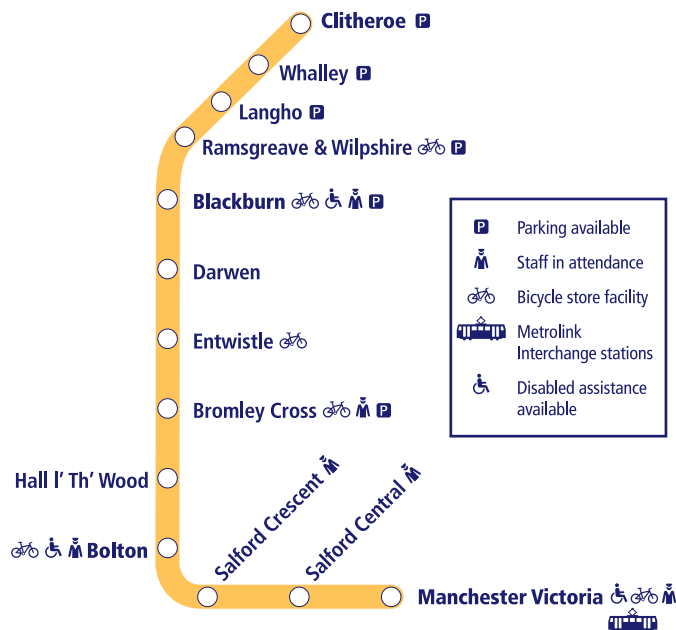 Clitheroe P
Whalley P
Langho P
Ramsgreave & Wilpshire P
Blackburn P
Darwen
Entwistle
Bromley Cross P
Hall I' Th' Wood
Bolton
Salford Crescent
Salford Central
Manchester Victoria
P Parking available
Staff in attendance
Bicycle store facility
Metrolink
Interchange stations
Disabled assistance
available